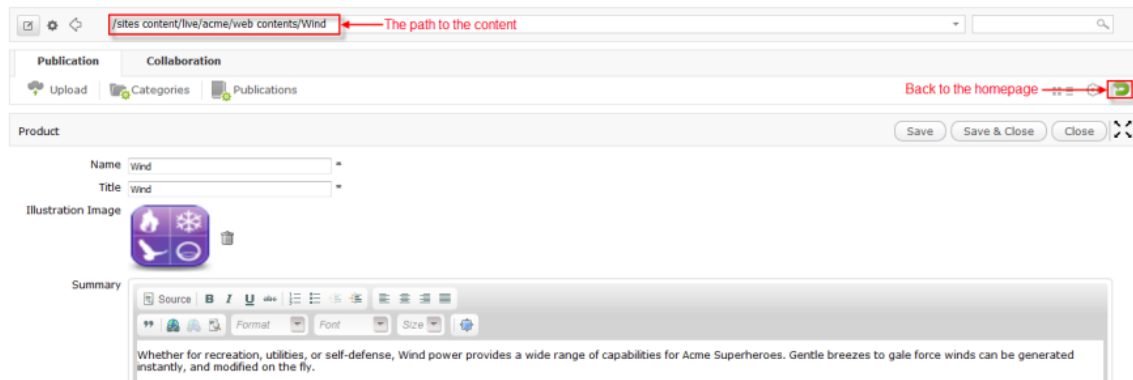 /sites content/live/acme/web contents/Wind The path to the content
Publication Collaboration
Upload Categories Publications Back to the homepage
Product Save Save & Close Close
Name Wind *
Title Wind *
Illustration Image
Summary
Source B I U abc
Format Font Size
Whether for recreation, utilities, or self-defense, Wind power provides a wide range of capabilities for Acme Superheroes. Gentle breezes to gale force winds can be generated
instantly, and modified on the fly.